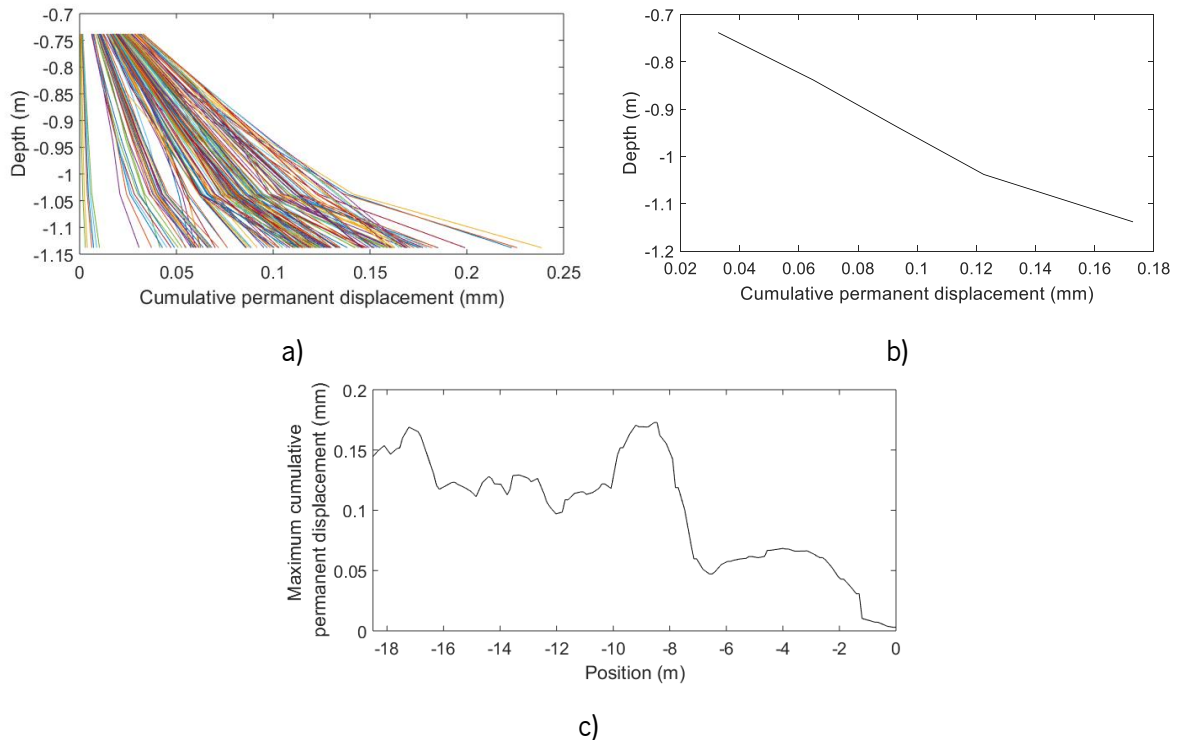 -0.7
-0.75
-0.8
-0.85
-0.9
-0.95
-1
-1.05
-1.1
-1.15
Depth (m)
0 0.05 0.1 0.15 0.2 0.25
Cumulative permanent displacement (mm)
a)
-0.7
-0.8
-0.9
-1
-1.1
-1.2
Depth (m)
0.02 0.04 0.06 0.08 0.1 0.12 0.14 0.16 0.18
Cumulative permanent displacement (mm)
b)
0.2
0.15
0.1
0.05
0
Maximum cumulative
permanent displacement (mm)
-18 -16 -14 -12 -10 -8 -6 -4 -2 0
Position (m)
c)